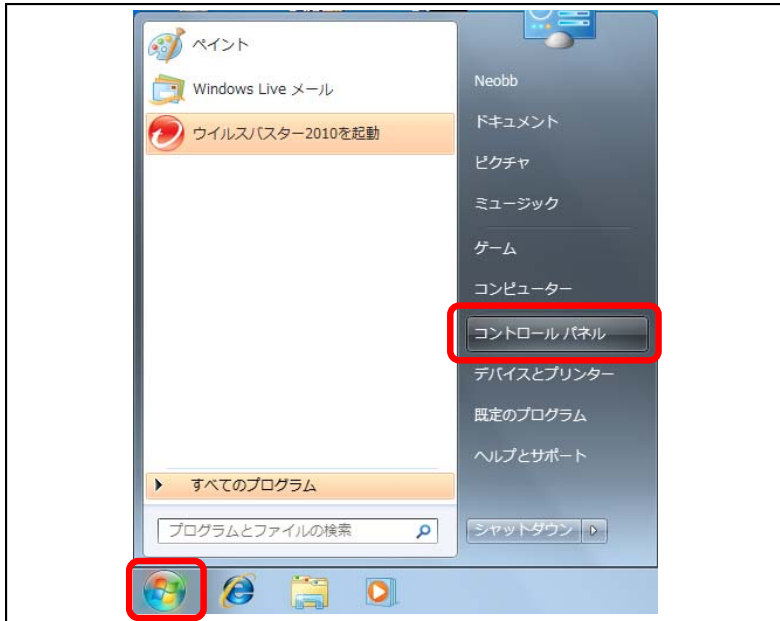 ペイント
Windows Live メール
ウイルスバスター2010を起動
すべてのプログラム
プログラムとファイルの検索
Neobb
ドキュメント
ピクチャ
ミュージック
ゲーム
コンピューター
コントロール パネル
デバイスとプリンター
既定のプログラム
ヘルプとサポート
シャットダウン